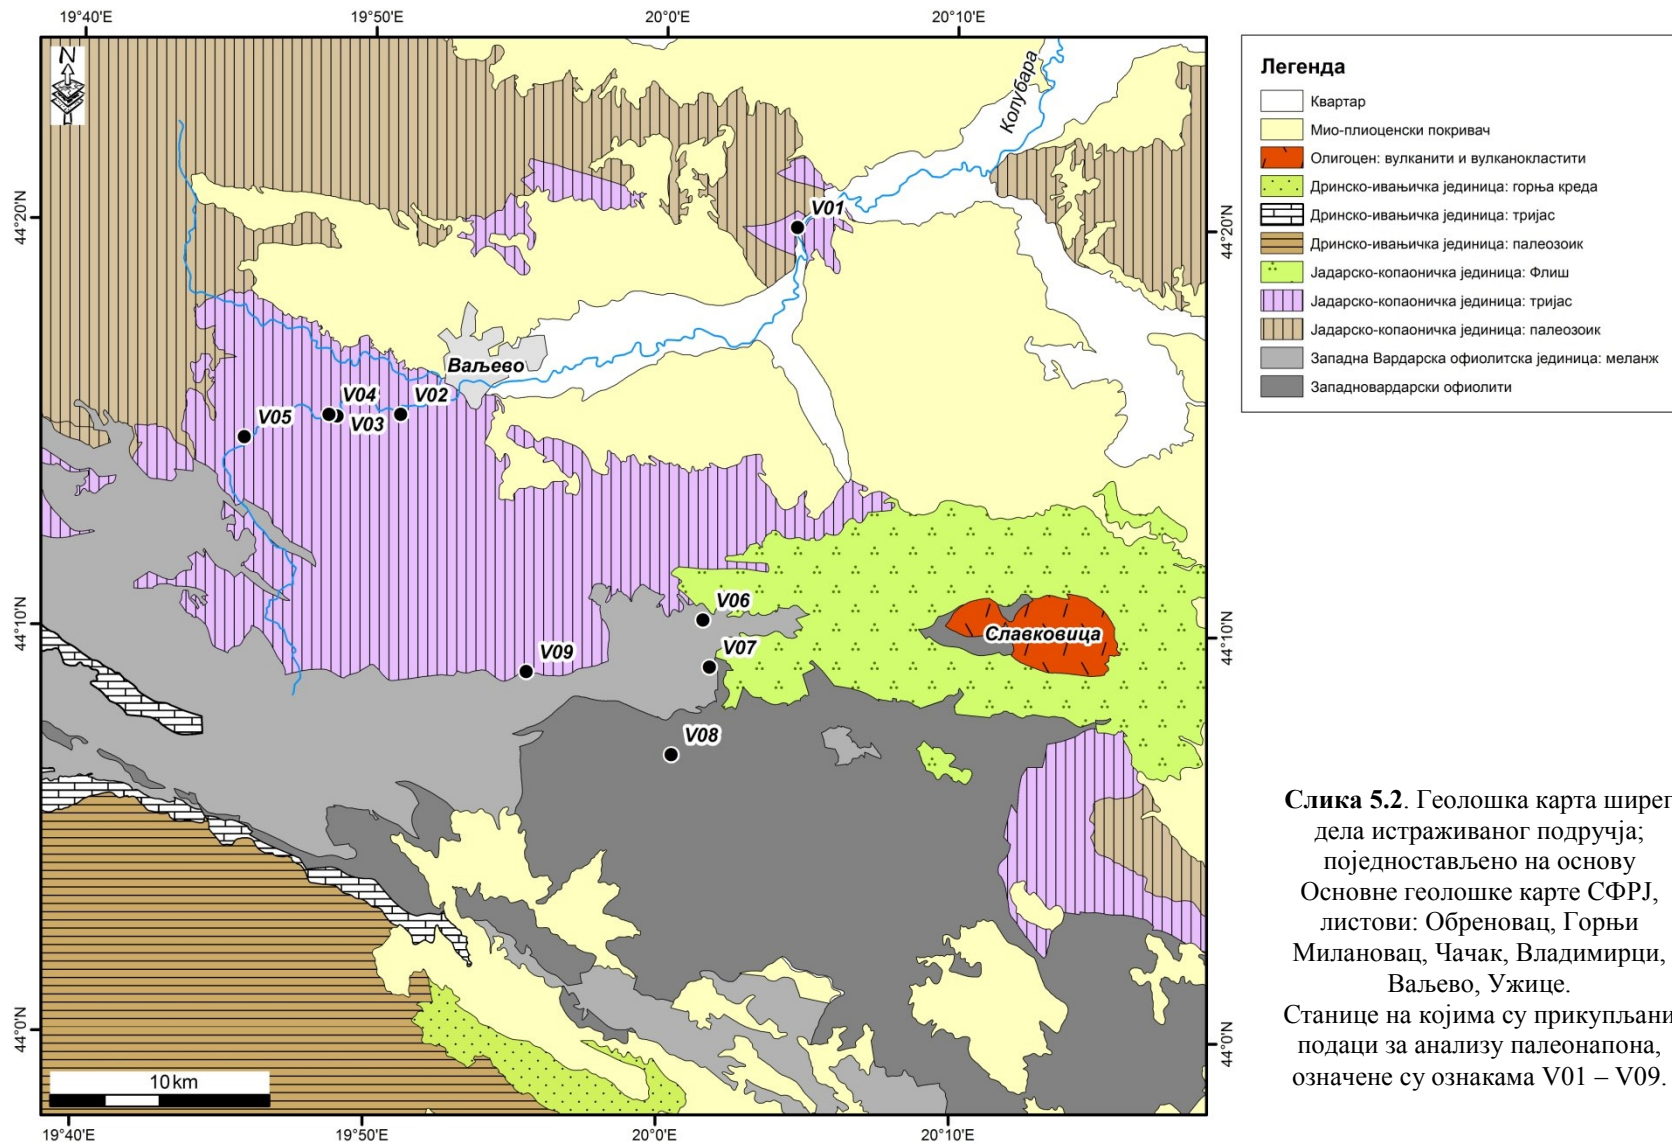 19°40'E
19°50'E
20°0'E
20°10'E
N
Колубара
44°20'N
44°20'N
V01
Ваљево
V04
V02
V03
V05
44°10'N
44°10'N
V06
Славковица
V07
V09
V08
44°0'N
44°0'N
10 km
19°40'E
19°50'E
20°0'E
20°10'E
Легенда
Квартар
Мио-плиоценски покривач
Олигоцен: вулканити и вулканокластити
Дринско-ивањичка јединица: горња креда
Дринско-ивањичка јединица: тријас
Дринско-ивањичка јединица: палеозоик
Јадарско-копаоничка јединица: Флиш
Јадарско-копаоничка јединица: тријас
Јадарско-копаоничка јединица: палеозоик
Западна Вардарска офиолитска јединица: меланж
Западновардарски офиолити
Слика 5.2. Геолошка карта ширег
дела истраживаног подручја;
поједностављено на основу
Основне геолошке карте СФРЈ,
листови: Обреновац, Горњи
Милановац, Чачак, Владимирци,
Ваљево, Ужице.
Станице на којима су прикупљани
подаци за анализу палеонапона,
означене су ознакама V01 – V09.